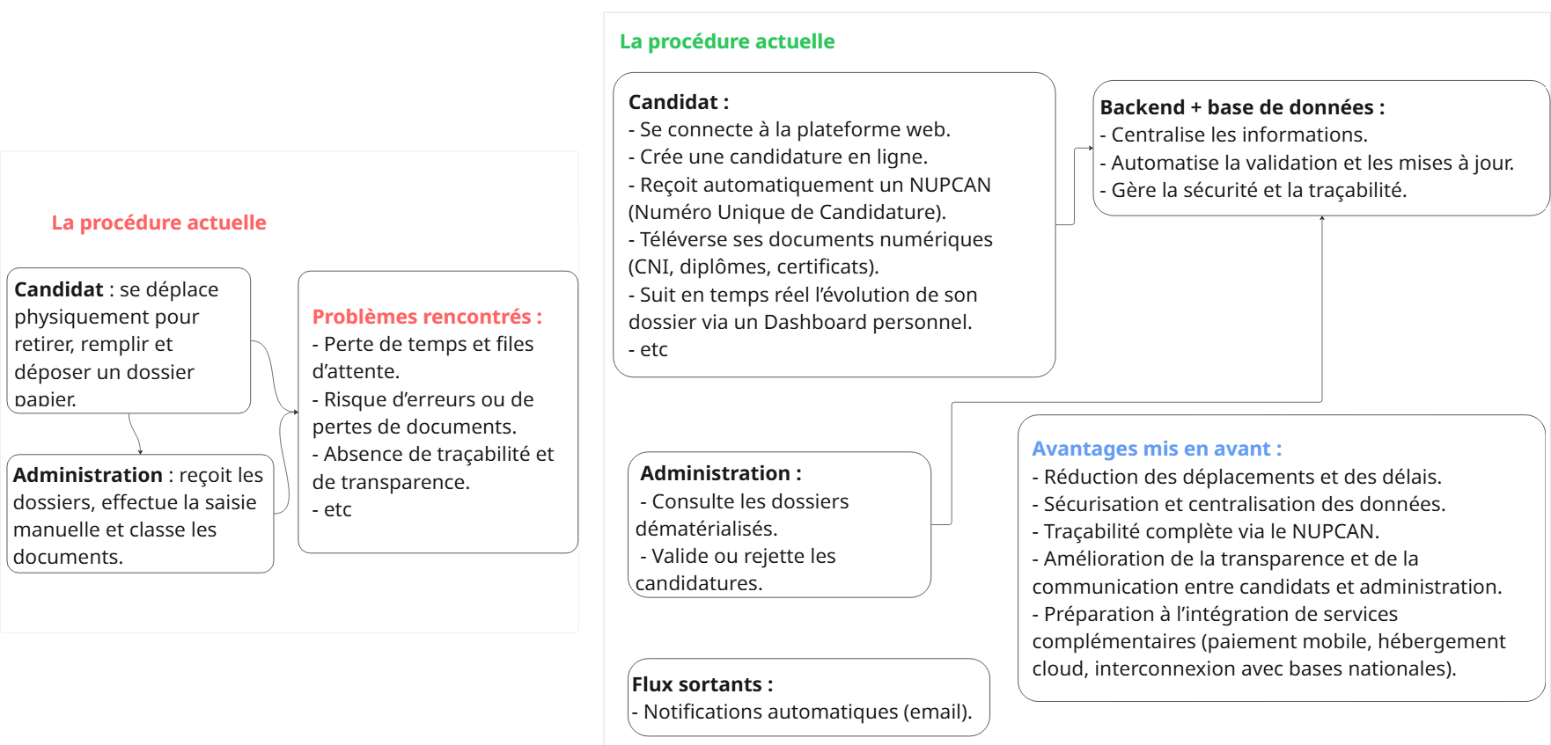 La procédure actuelle
Candidat : se déplace
physiquement pour
retirer, remplir et
déposer un dossier
papier.
Administration : reçoit les
dossiers, effectue la saisie
manuelle et classe les
documents.
Problèmes rencontrés :
- Perte de temps et files
d’attente.
- Risque d’erreurs ou de
pertes de documents.
- Absence de traçabilité et
de transparence.
- etc
La procédure actuelle
Candidat :
- Se connecte à la plateforme web.
- Crée une candidature en ligne.
- Reçoit automatiquement un NUPCAN
(Numéro Unique de Candidature).
- Téléverse ses documents numériques
(CNI, diplômes, certificats).
- Suit en temps réel l’évolution de son
dossier via un Dashboard personnel.
- etc
Backend + base de données :
- Centralise les informations.
- Automatise la validation et les mises à jour.
- Gère la sécurité et la traçabilité.
Administration :
- Consulte les dossiers
dématérialisés.
- Valide ou rejette les
candidatures.
Avantages mis en avant :
- Réduction des déplacements et des délais.
- Sécurisation et centralisation des données.
- Traçabilité complète via le NUPCAN.
- Amélioration de la transparence et de la
communication entre candidats et administration.
- Préparation à l’intégration de services
complémentaires (paiement mobile, hébergement
cloud, interconnexion avec bases nationales).
Flux sortants :
- Notifications automatiques (email).